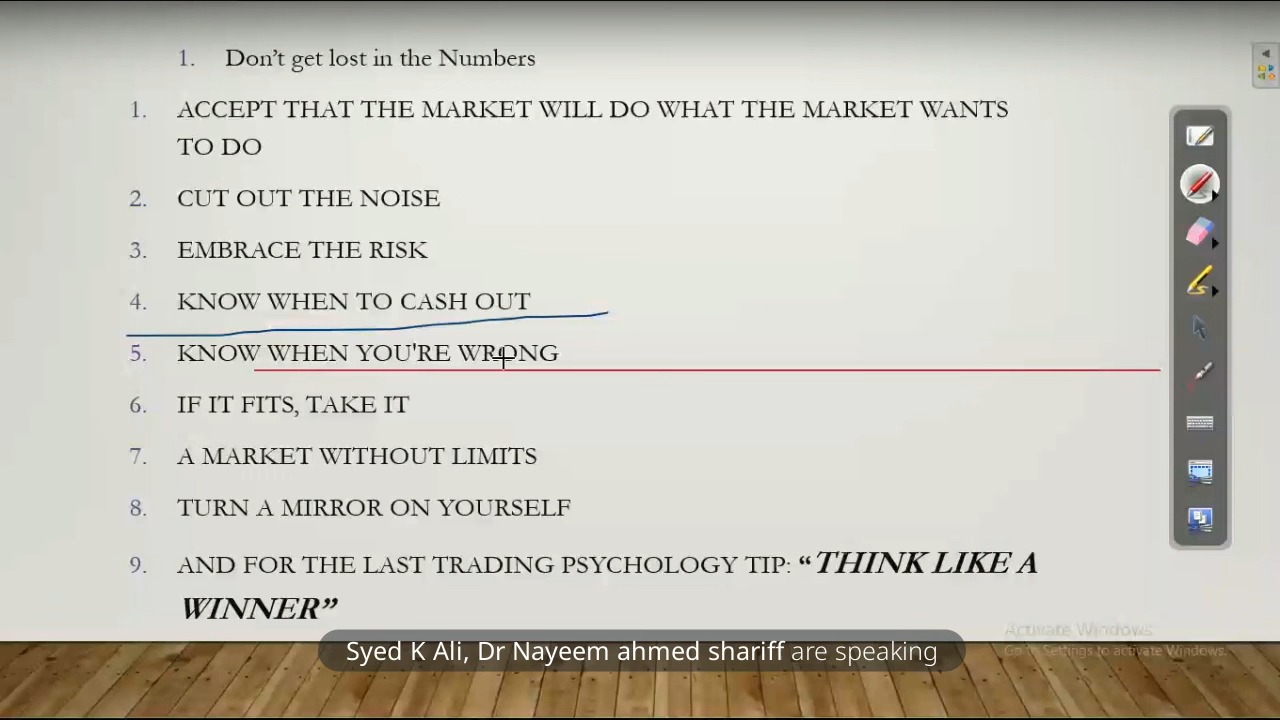 1. Don’t get lost in the Numbers
1. ACCEPT THAT THE MARKET WILL DO WHAT THE MARKET WANTS
TO DO
2. CUT OUT THE NOISE
3. EMBRACE THE RISK
4. KNOW WHEN TO CASH OUT
5. KNOW WHEN YOU'RE WRONG
6. IF IT FITS, TAKE IT
7. A MARKET WITHOUT LIMITS
8. TURN A MIRROR ON YOURSELF
9. AND FOR THE LAST TRADING PSYCHOLOGY TIP: “THINK LIKE A
WINNER”
Syed K Ali, Dr Nayeem ahmed shariff are speaking
Activate Windows
Go to Settings to activate Windows.